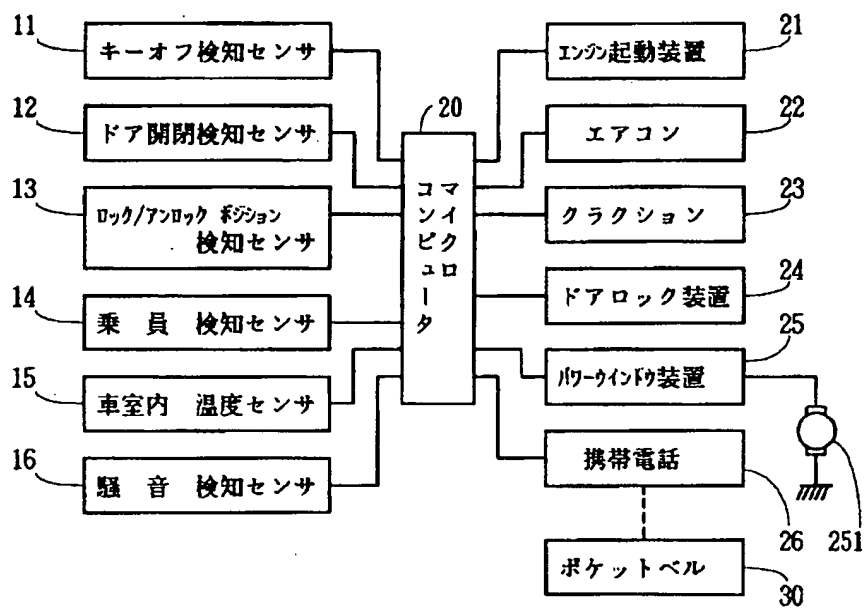 11
キーオフ検知センサ
12
ドア開閉検知センサ
13
ロック/アンロック ポジション
検知センサ
14
乗員 検知センサ
15
車室内 温度センサ
16
騒音 検知センサ
20
マイクロ
コンピュータ
21
エンジン起動装置
22
エアコン
23
クラクション
24
ドアロック装置
25
パワーウインドウ装置
251
携帯電話
26
ポケットベル
30